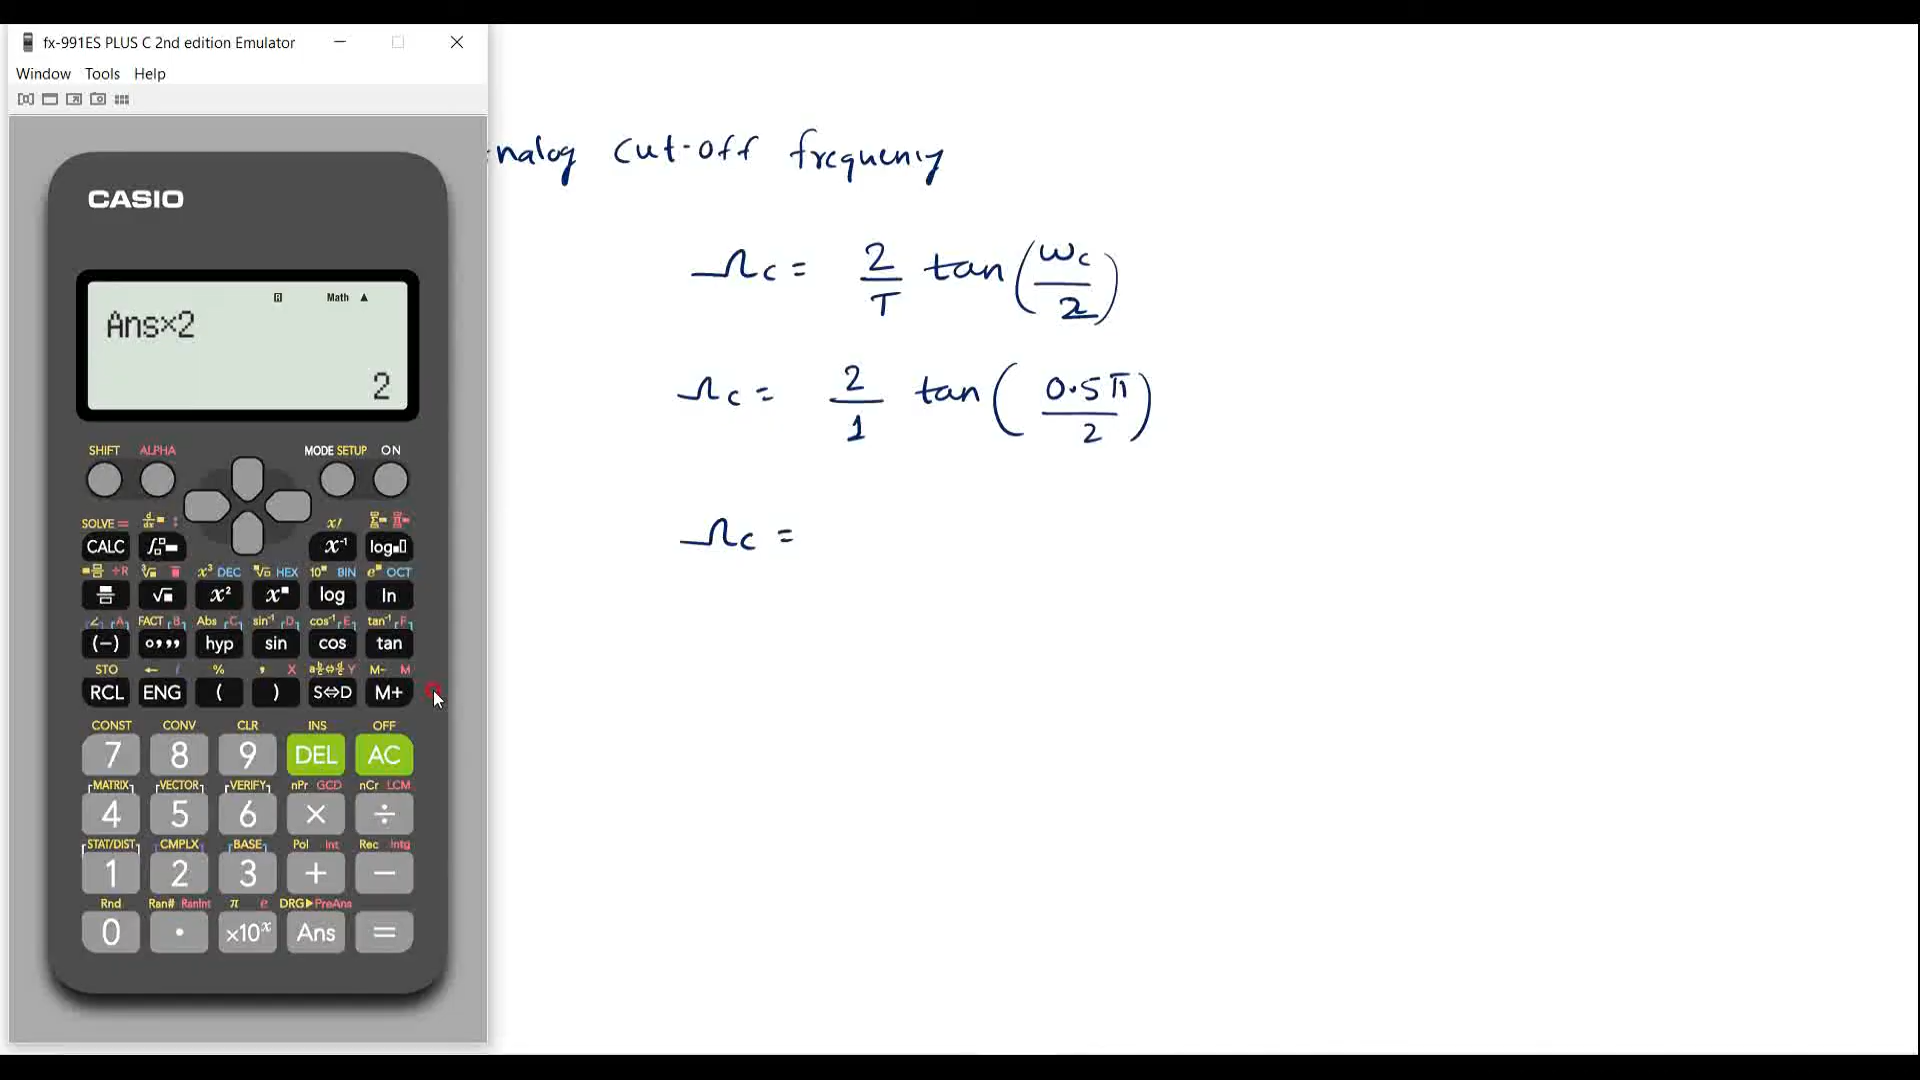 fx-991ES PLUS C 2nd edition Emulator
Window Tools Help
nalog cut-off frequency
CASIO
Math ▲
Ans×2
2
Ωc = 2/T tan(ωc/2)
Ωc = 2/1 tan(0.5π/2)
Ωc =
SHIFT ALPHA MODE SETUP ON
SOLVE = d/dx : x! Σ Π
CALC ∫ x⁻¹ log
÷R ³√ x³ DEC HEX 10 BIN e OCT
√ x² x log ln
∠ A FACT B Abs C sin⁻¹ D cos⁻¹ E tan⁻¹ F
(−) °,,, hyp sin cos tan
STO ← i % , X a b/c⇔d/c Y M− M
RCL ENG ( ) S⇔D M+
CONST CONV CLR INS OFF
7 8 9 DEL AC
MATRIX VECTOR VERIFY nPr GCD nCr LCM
4 5 6 × ÷
STAT/DIST CMPLX BASE Pol Int Rec Intg
1 2 3 + −
Rnd Ran# RanInt π e DRG▶ PreAns
0 . ×10ˣ Ans =